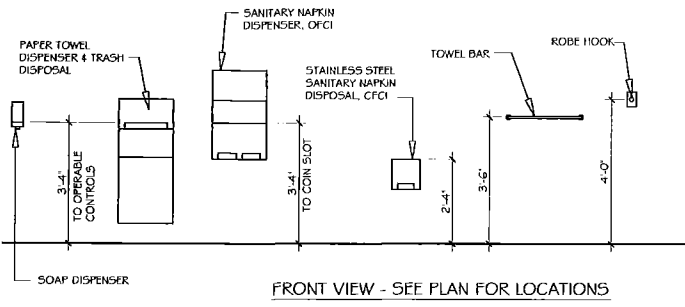 SANITARY NAPKIN
DISPENSER, OFCI
PAPER TOWEL
DISPENSER & TRASH
DISPOSAL
STAINLESS STEEL
SANITARY NAPKIN
DISPOSAL, CFCI
TOWEL BAR
ROBE HOOK
3'-4"
TO OPERABLE
CONTROLS
3'-4"
TO COIN SLOT
2'-4"
3'-6"
4'-0"
SOAP DISPENSER
FRONT VIEW - SEE PLAN FOR LOCATIONS